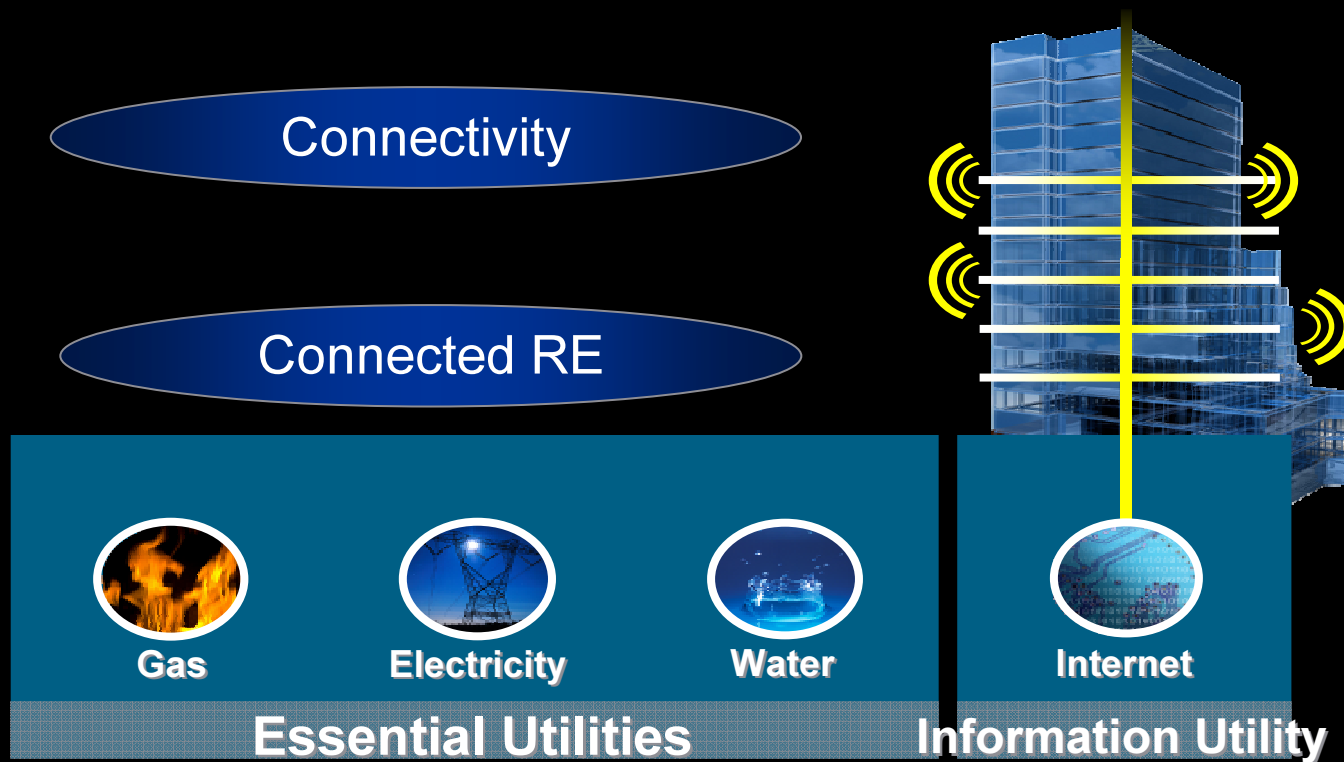 Connectivity
Connected RE
Gas
Electricity
Water
Internet
Essential Utilities
Information Utility